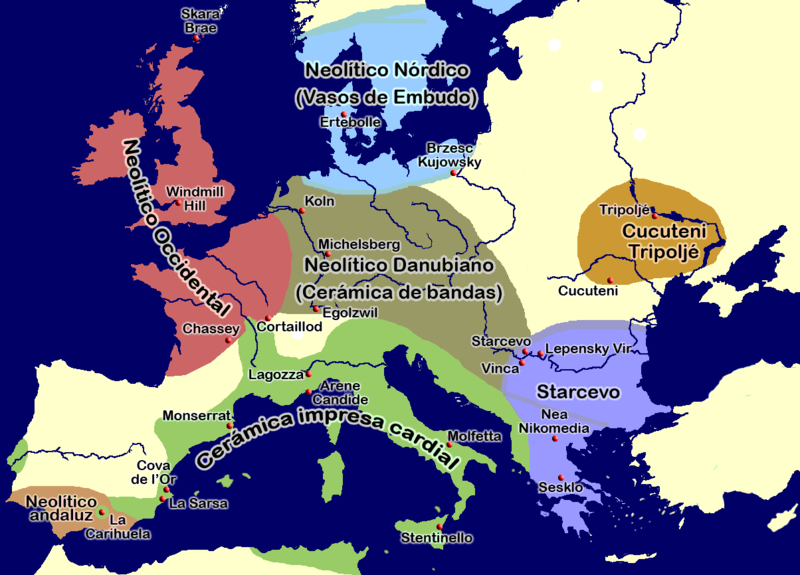 Skara
Brae
Neolítico Nórdico
(Vasos de Embudo)
Ertebolle
Brzesc
Kujowsky
Neolítico Occidental
Windmill
Hill
Koln
Tripoljé
Cucuteni
Tripoljé
Michelsberg
Neolítico Danubiano
(Cerámica de bandas)
Cucuteni
Egolzwil
Chassey
Cortaillod
Starcevo
Lepensky Vir
Vinca
Lagozza
Arene
Candide
Starcevo
Monserrat
Cerámica impresa cardial
Nea
Nikomedia
Molfetta
Cova
de l'Or
Sesklo
La Sarsa
Neolítico
andaluz
La
Carihuela
Stentinello